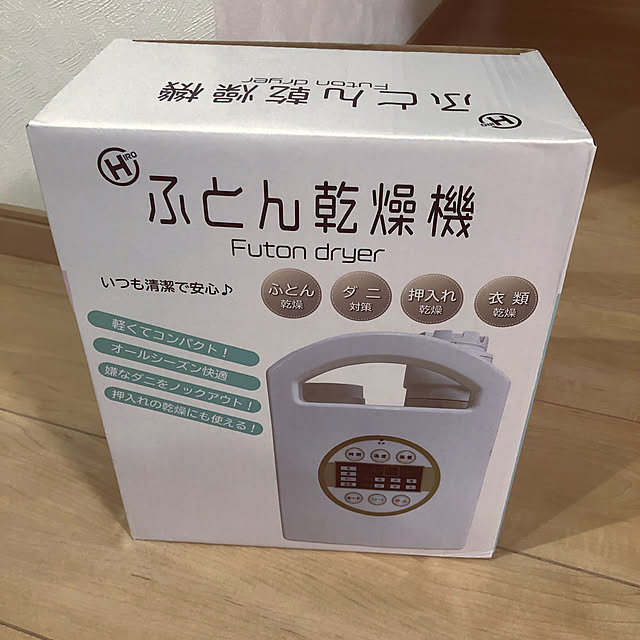 ふとん乾燥機
Futon dryer
HIRO
HIRO
ふとん乾燥機
Futon dryer
いつも清潔で安心♪
ふとん
乾燥
ダニ
対策
押入れ
乾燥
衣類
乾燥
軽くてコンパクト！
オールシーズン快適
嫌なダニをノックアウト！
押入れの乾燥にも使える！